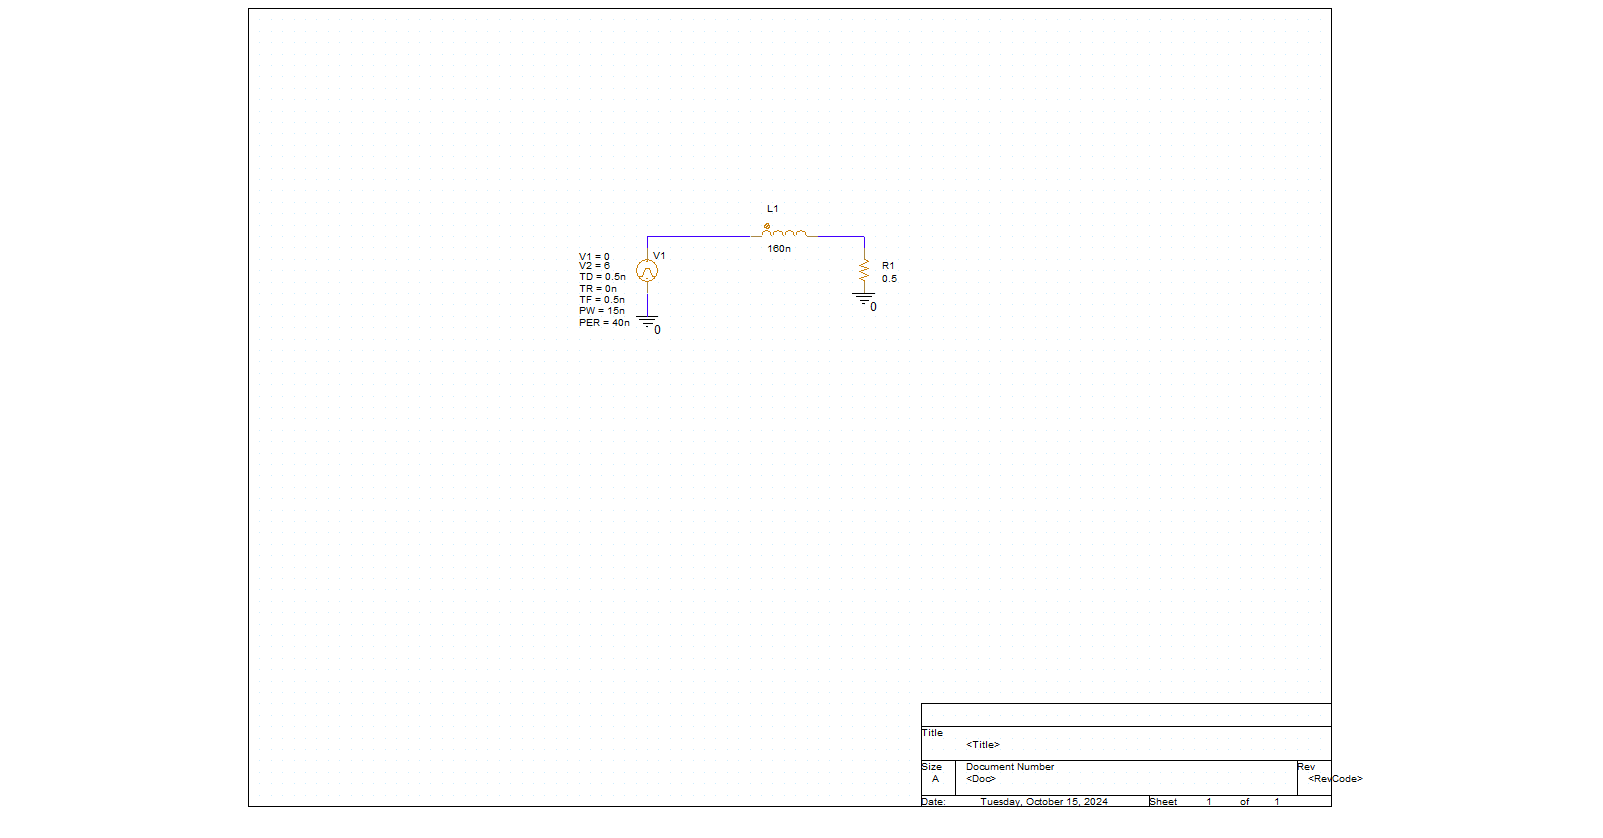 L1
160n
V1
V1 = 0
V2 = 6
TD = 0.5n
TR = 0n
TF = 0.5n
PW = 15n
PER = 40n
0
R1
0.5
0
Title
<Title>
Size
A
Document Number
<Doc>
Rev
<RevCode>
Date:
Tuesday, October 15, 2024
Sheet 1 of 1